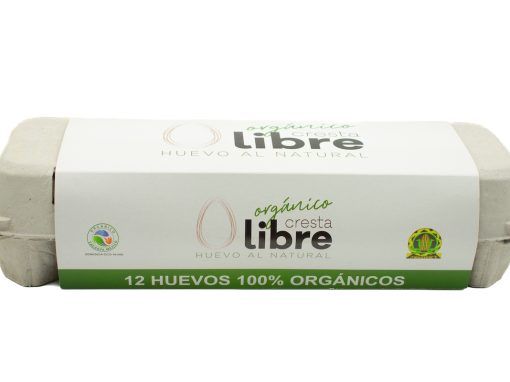 orgánico
cresta
libre
HUEVO AL NATURAL
orgánico
cresta
libre
HUEVO AL NATURAL
12 HUEVOS 100% ORGÁNICOS